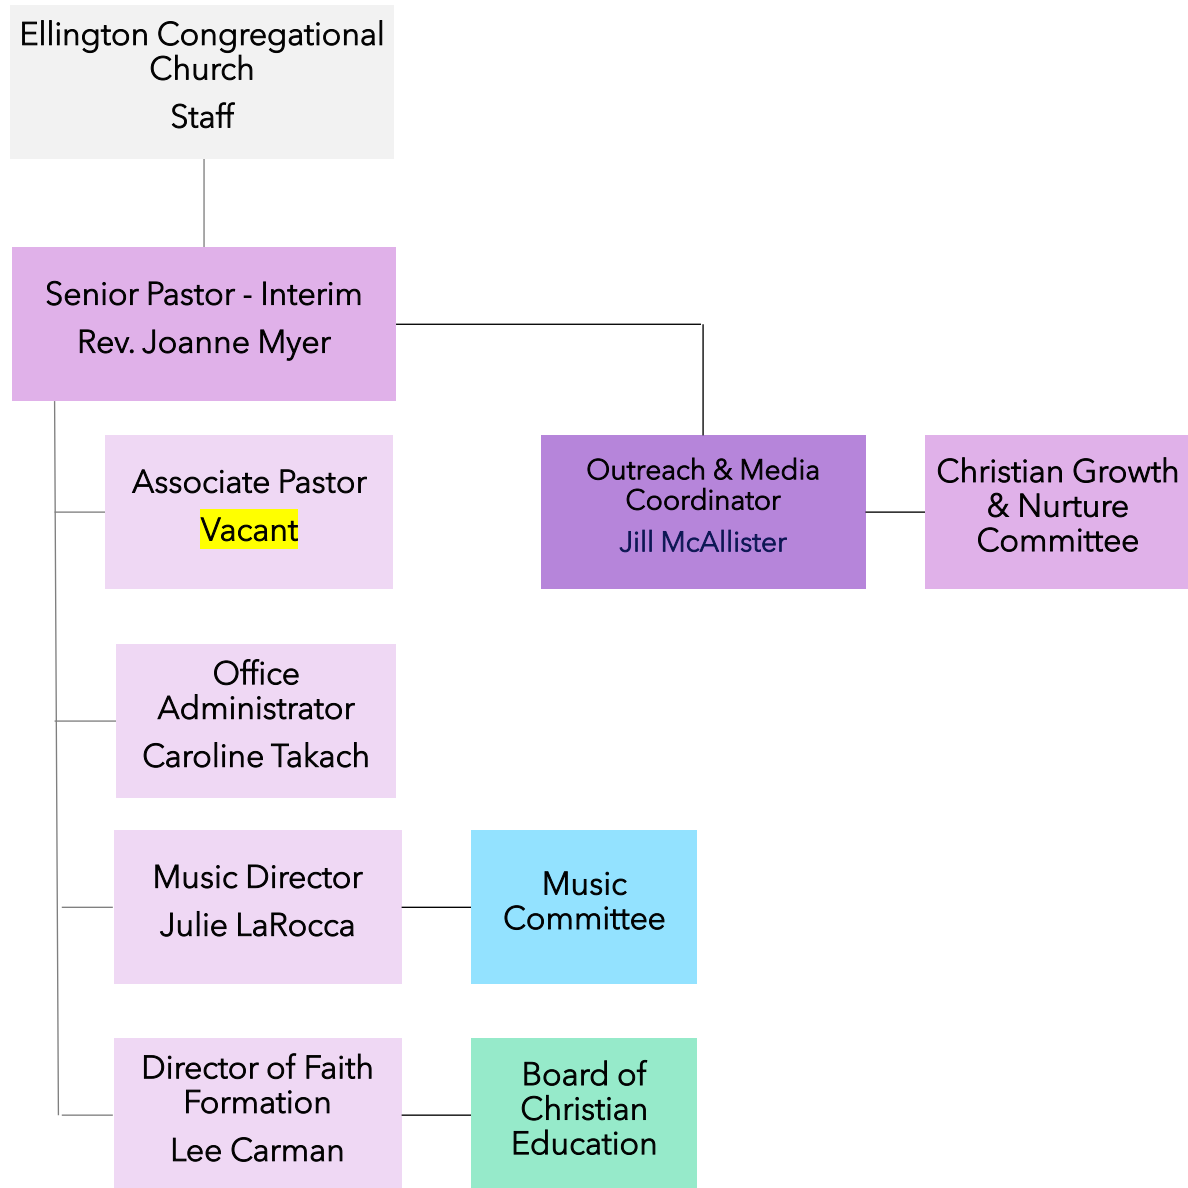 Ellington Congregational
Church
Staff
Senior Pastor - Interim
Rev. Joanne Myer
Associate Pastor
Vacant
Outreach & Media
Coordinator
Jill McAllister
Christian Growth
& Nurture
Committee
Office
Administrator
Caroline Takach
Music Director
Julie LaRocca
Music
Committee
Director of Faith
Formation
Lee Carman
Board of
Christian
Education